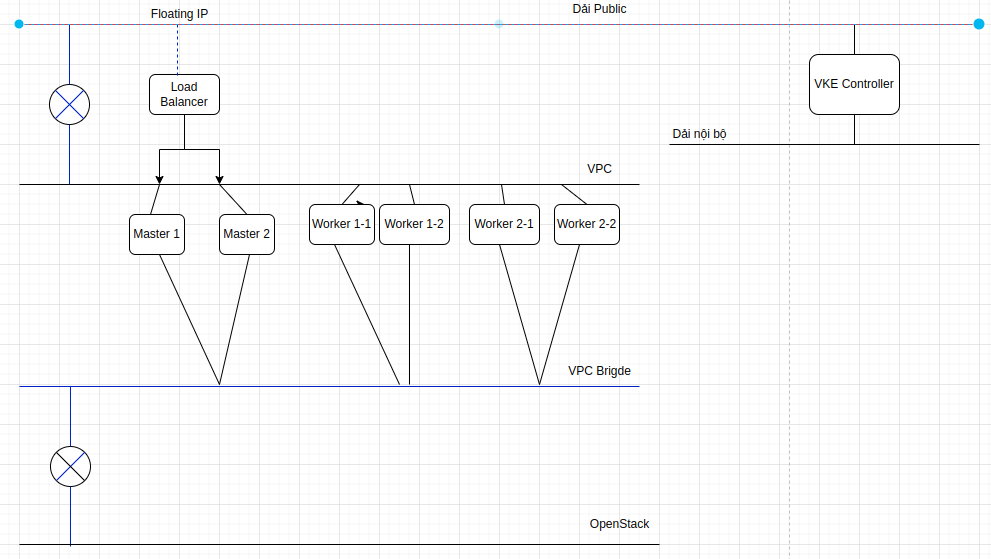 Floating IP
Dải Public
Load
Balancer
VKE Controller
Dải nội bộ
VPC
Master 1
Master 2
Worker 1-1
Worker 1-2
Worker 2-1
Worker 2-2
VPC Brigde
OpenStack